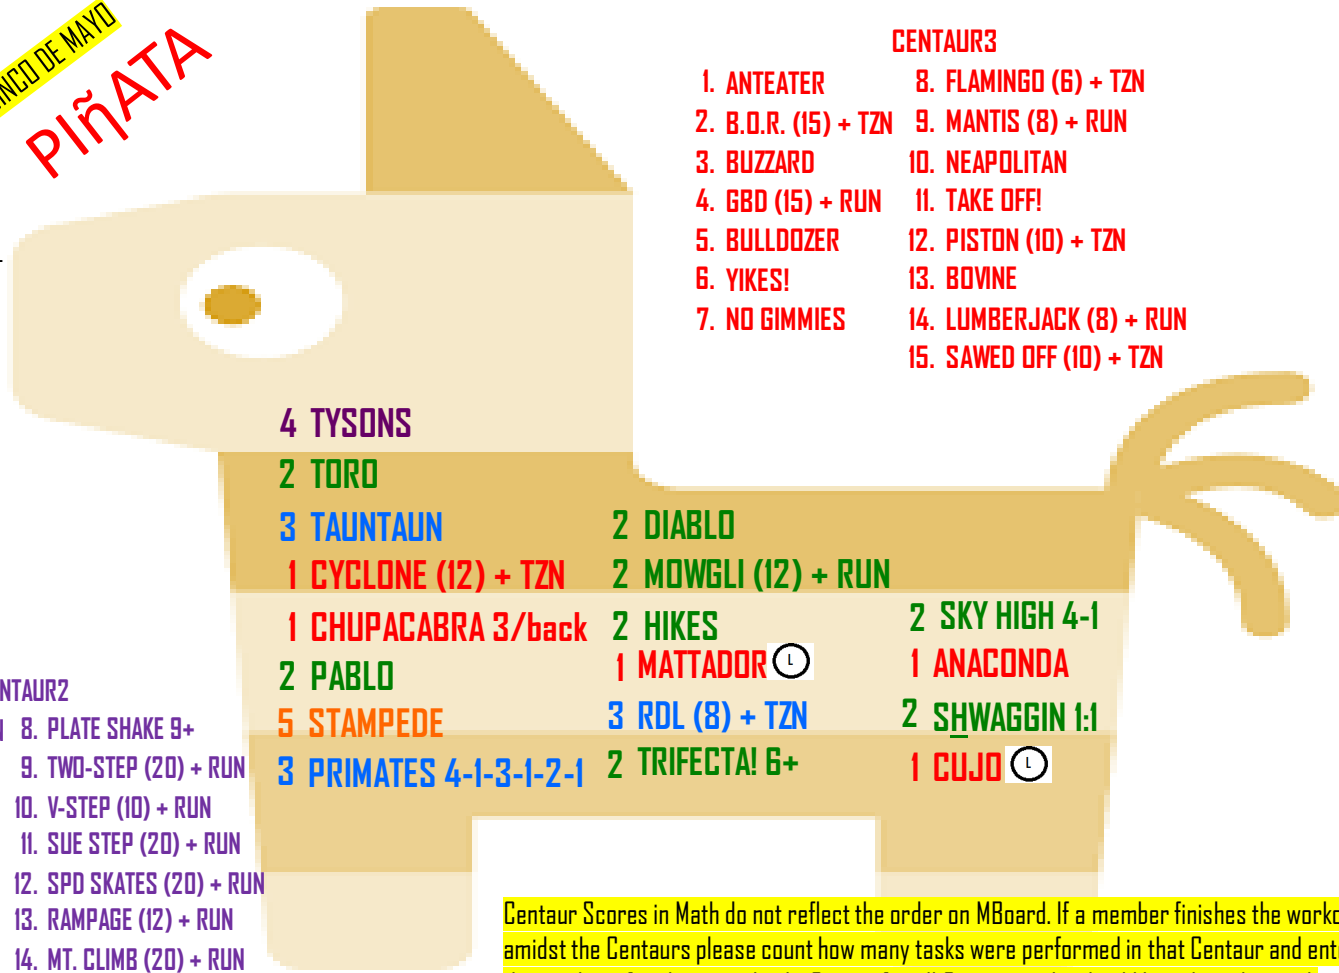 PIñATA
CENTAUR3
1. ANTEATER
2. B.O.R. (15) + TZN
3. BUZZARD
4. GBD (15) + RUN
5. BULLDOZER
6. YIKES!
7. NO GIMMIES
8. FLAMINGO (6) + TZN
9. MANTIS (8) + RUN
10. NEAPOLITAN
11. TAKE OFF!
12. PISTON (10) + TZN
13. BOVINE
14. LUMBERJACK (8) + RUN
15. SAWED OFF (10) + TZN
4 TYSONS
2 TORO
3 TAUNTAUN
1 CYCLONE (12) + TZN
1 CHUPACABRA 3/back
2 PABLO
5 STAMPEDE
3 PRIMATES 4-1-3-1-2-1
2 DIABLO
2 MOWGLI (12) + RUN
2 HIKES
1 MATTADOR L
3 RDL (8) + TZN
2 TRIFECTA! 6+
2 SKY HIGH 4-1
1 ANACONDA
2 SHWAGGIN 1:1
1 CUJO L
NTAUR2
8. PLATE SHAKE 9+
9. TWO-STEP (20) + RUN
10. V-STEP (10) + RUN
11. SUE STEP (20) + RUN
12. SPD SKATES (20) + RUN
13. RAMPAGE (12) + RUN
14. MT. CLIMB (20) + RUN
Centaur Scores in Math do not reflect the order on MBoard. If a member finishes the worko
amidst the Centaurs please count how many tasks were performed in that Centaur and ent